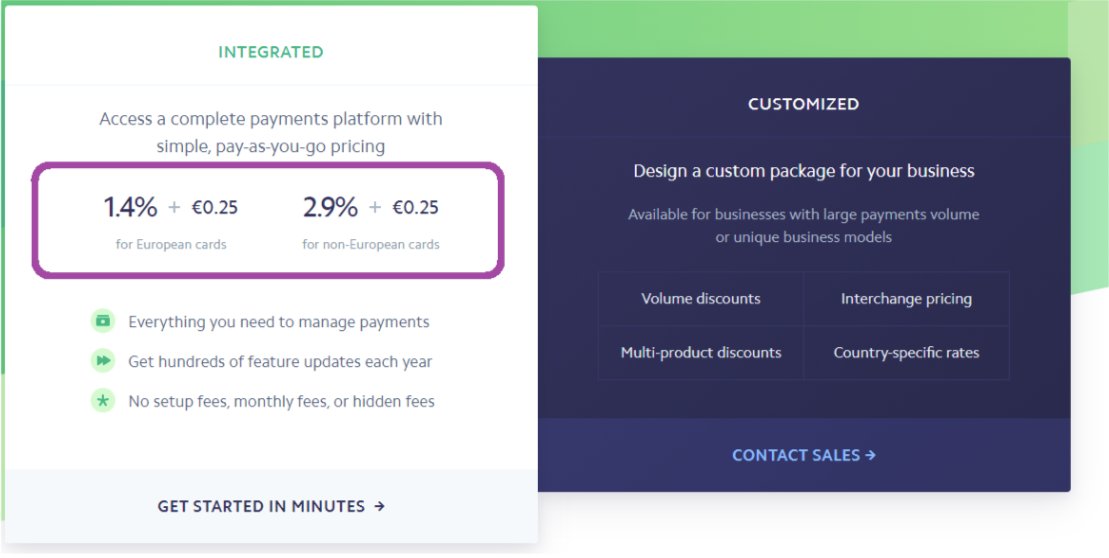 INTEGRATED
Access a complete payments platform with
simple, pay-as-you-go pricing
1.4% + €0.25
for European cards
2.9% + €0.25
for non-European cards
Everything you need to manage payments
Get hundreds of feature updates each year
No setup fees, monthly fees, or hidden fees
GET STARTED IN MINUTES →
CUSTOMIZED
Design a custom package for your business
Available for businesses with large payments volume
or unique business models
Volume discounts
Interchange pricing
Multi-product discounts
Country-specific rates
CONTACT SALES →